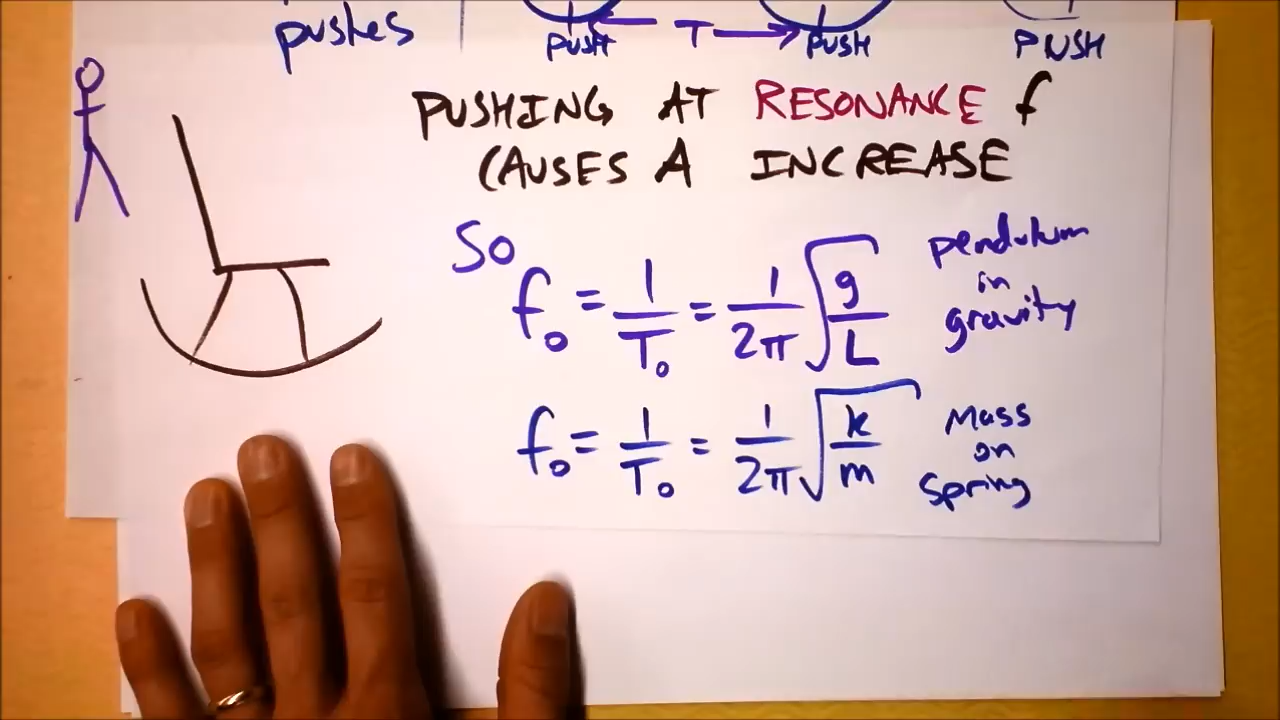 pushes
PUSH ← T → PUSH PUSH
PUSHING AT RESONANCE f
CAUSES A INCREASE
So
f₀ = 1/T₀ = 1/2π √(g/L)
pendulum
in
gravity
f₀ = 1/T₀ = 1/2π √(k/m)
Mass
on
Spring